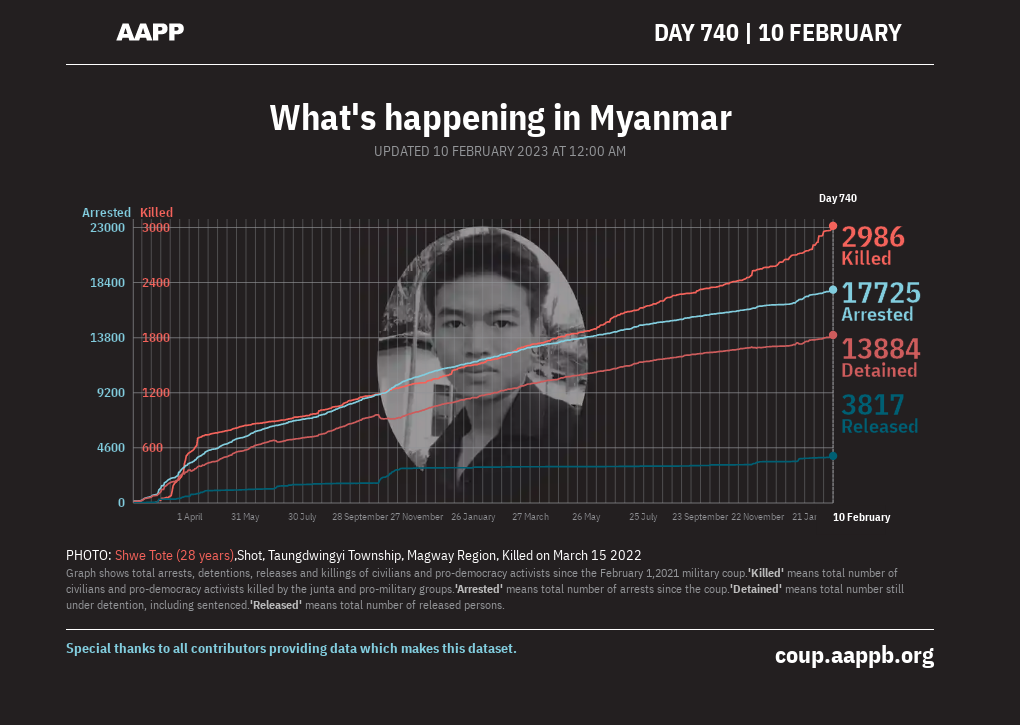 AAPP
DAY 740 | 10 FEBRUARY
What's happening in Myanmar
UPDATED 10 FEBRUARY 2023 AT 12:00 AM
Day 740
Arrested Killed
23000 3000
18400 2400
13800 1800
9200 1200
4600 600
0
2986
Killed
17725
Arrested
13884
Detained
3817
Released
1 April 31 May 30 July 28 September 27 November 26 January 27 March 26 May 25 July 23 September 22 November 21 Jar 10 February
PHOTO: Shwe Tote (28 years),Shot, Taungdwingyi Township, Magway Region, Killed on March 15 2022
Graph shows total arrests, detentions, releases and killings of civilians and pro-democracy activists since the February 1,2021 military coup.'Killed' means total number of
civilians and pro-democracy activists killed by the junta and pro-military groups.'Arrested' means total number of arrests since the coup.'Detained' means total number still
under detention, including sentenced.'Released' means total number of released persons.
Special thanks to all contributors providing data which makes this dataset.
coup.aappb.org